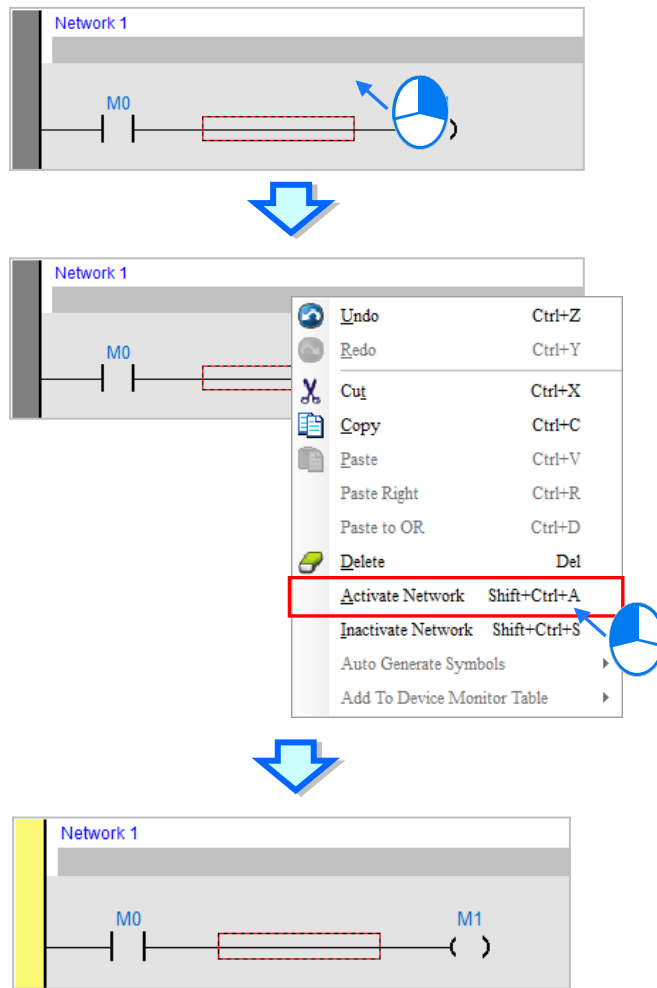 Network 1
M0
Network 1
M0
Undo Ctrl+Z
Redo Ctrl+Y
Cut Ctrl+X
Copy Ctrl+C
Paste Ctrl+V
Paste Right Ctrl+R
Paste to OR Ctrl+D
Delete Del
Activate Network Shift+Ctrl+A
Inactivate Network Shift+Ctrl+S
Auto Generate Symbols
Add To Device Monitor Table
Network 1
M0 M1